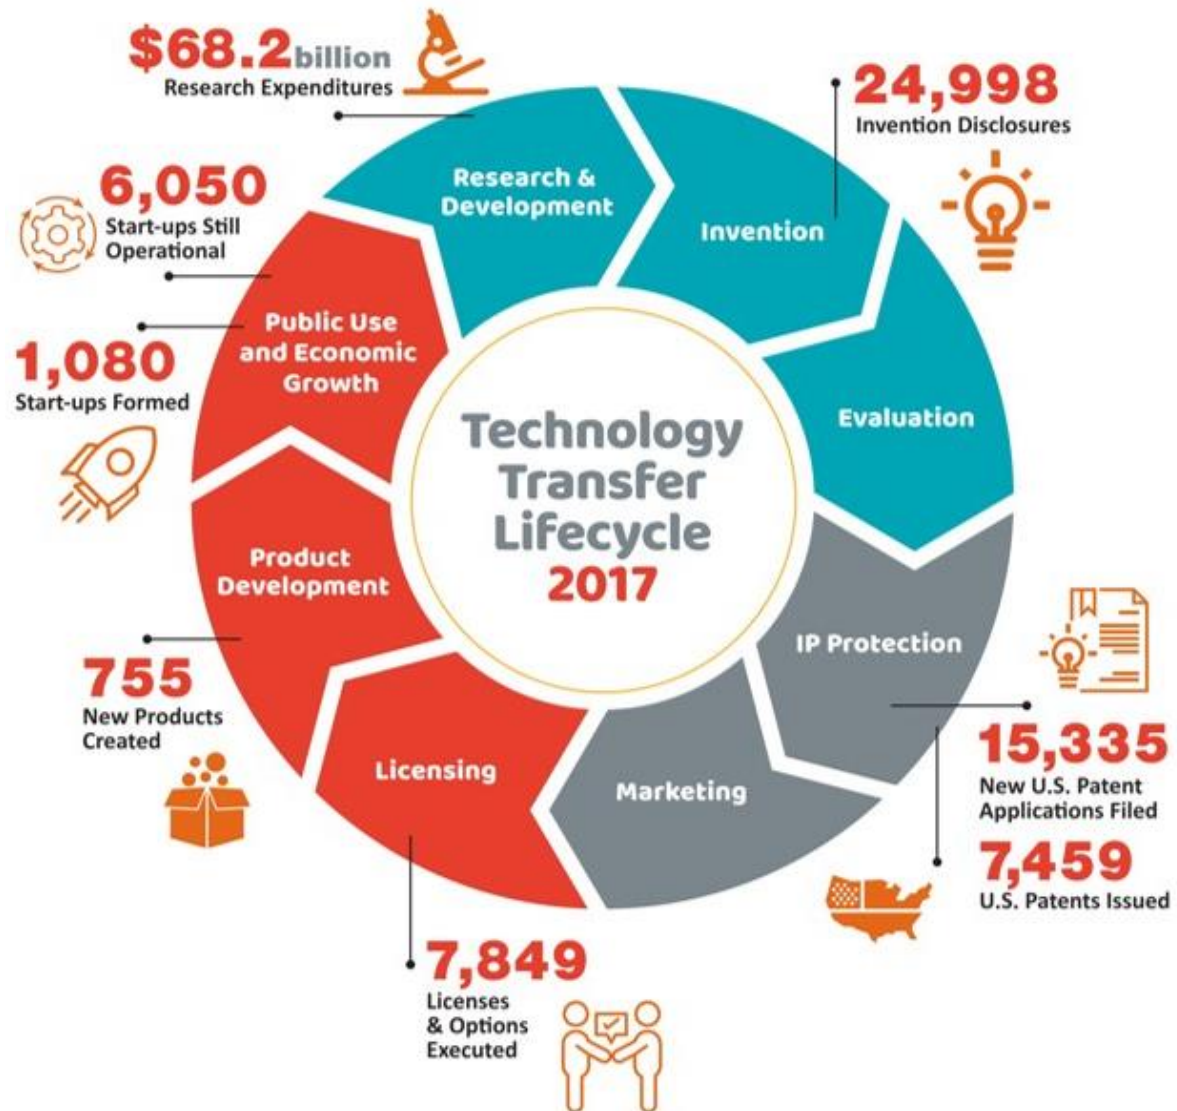 $68.2 billion
Research Expenditures
24,998
Invention Disclosures
6,050
Start-ups Still
Operational
1,080
Start-ups Formed
Research &
Development
Invention
Evaluation
IP Protection
Marketing
Licensing
Product
Development
Public Use
and Economic
Growth
Technology
Transfer
Lifecycle
2017
755
New Products
Created
15,335
New U.S. Patent
Applications Filed
7,459
U.S. Patents Issued
7,849
Licenses
& Options
Executed